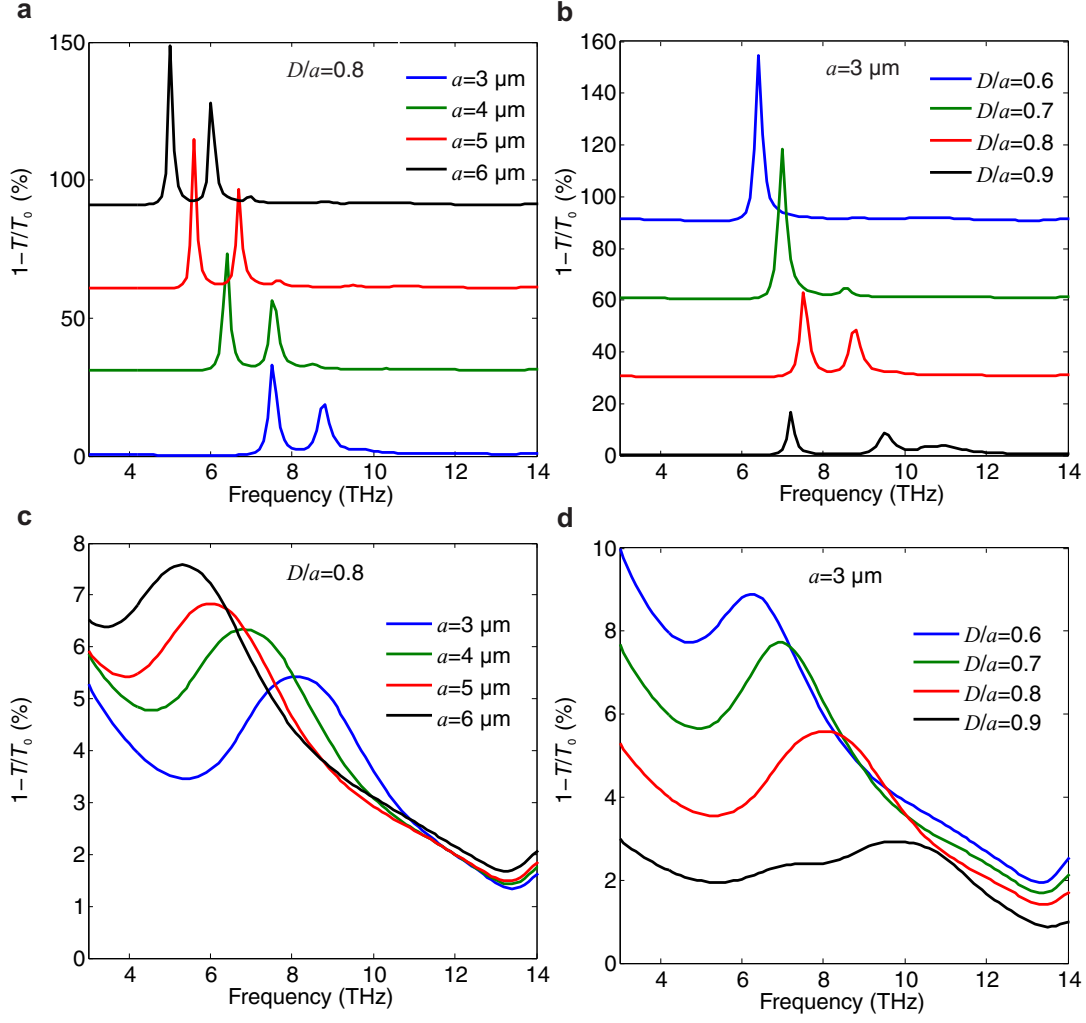 a
D/a=0.8
a=3 µm
a=4 µm
a=5 µm
a=6 µm
1−T/T₀ (%)
150
100
50
0
4 6 8 10 12 14
Frequency (THz)
b
a=3 µm
D/a=0.6
D/a=0.7
D/a=0.8
D/a=0.9
1−T/T₀ (%)
160
140
120
100
80
60
40
20
0
4 6 8 10 12 14
Frequency (THz)
c
D/a=0.8
a=3 µm
a=4 µm
a=5 µm
a=6 µm
1−T/T₀ (%)
8
7
6
5
4
3
2
1
0
4 6 8 10 12 14
Frequency (THz)
d
a=3 µm
D/a=0.6
D/a=0.7
D/a=0.8
D/a=0.9
1−T/T₀ (%)
10
8
6
4
2
0
4 6 8 10 12 14
Frequency (THz)